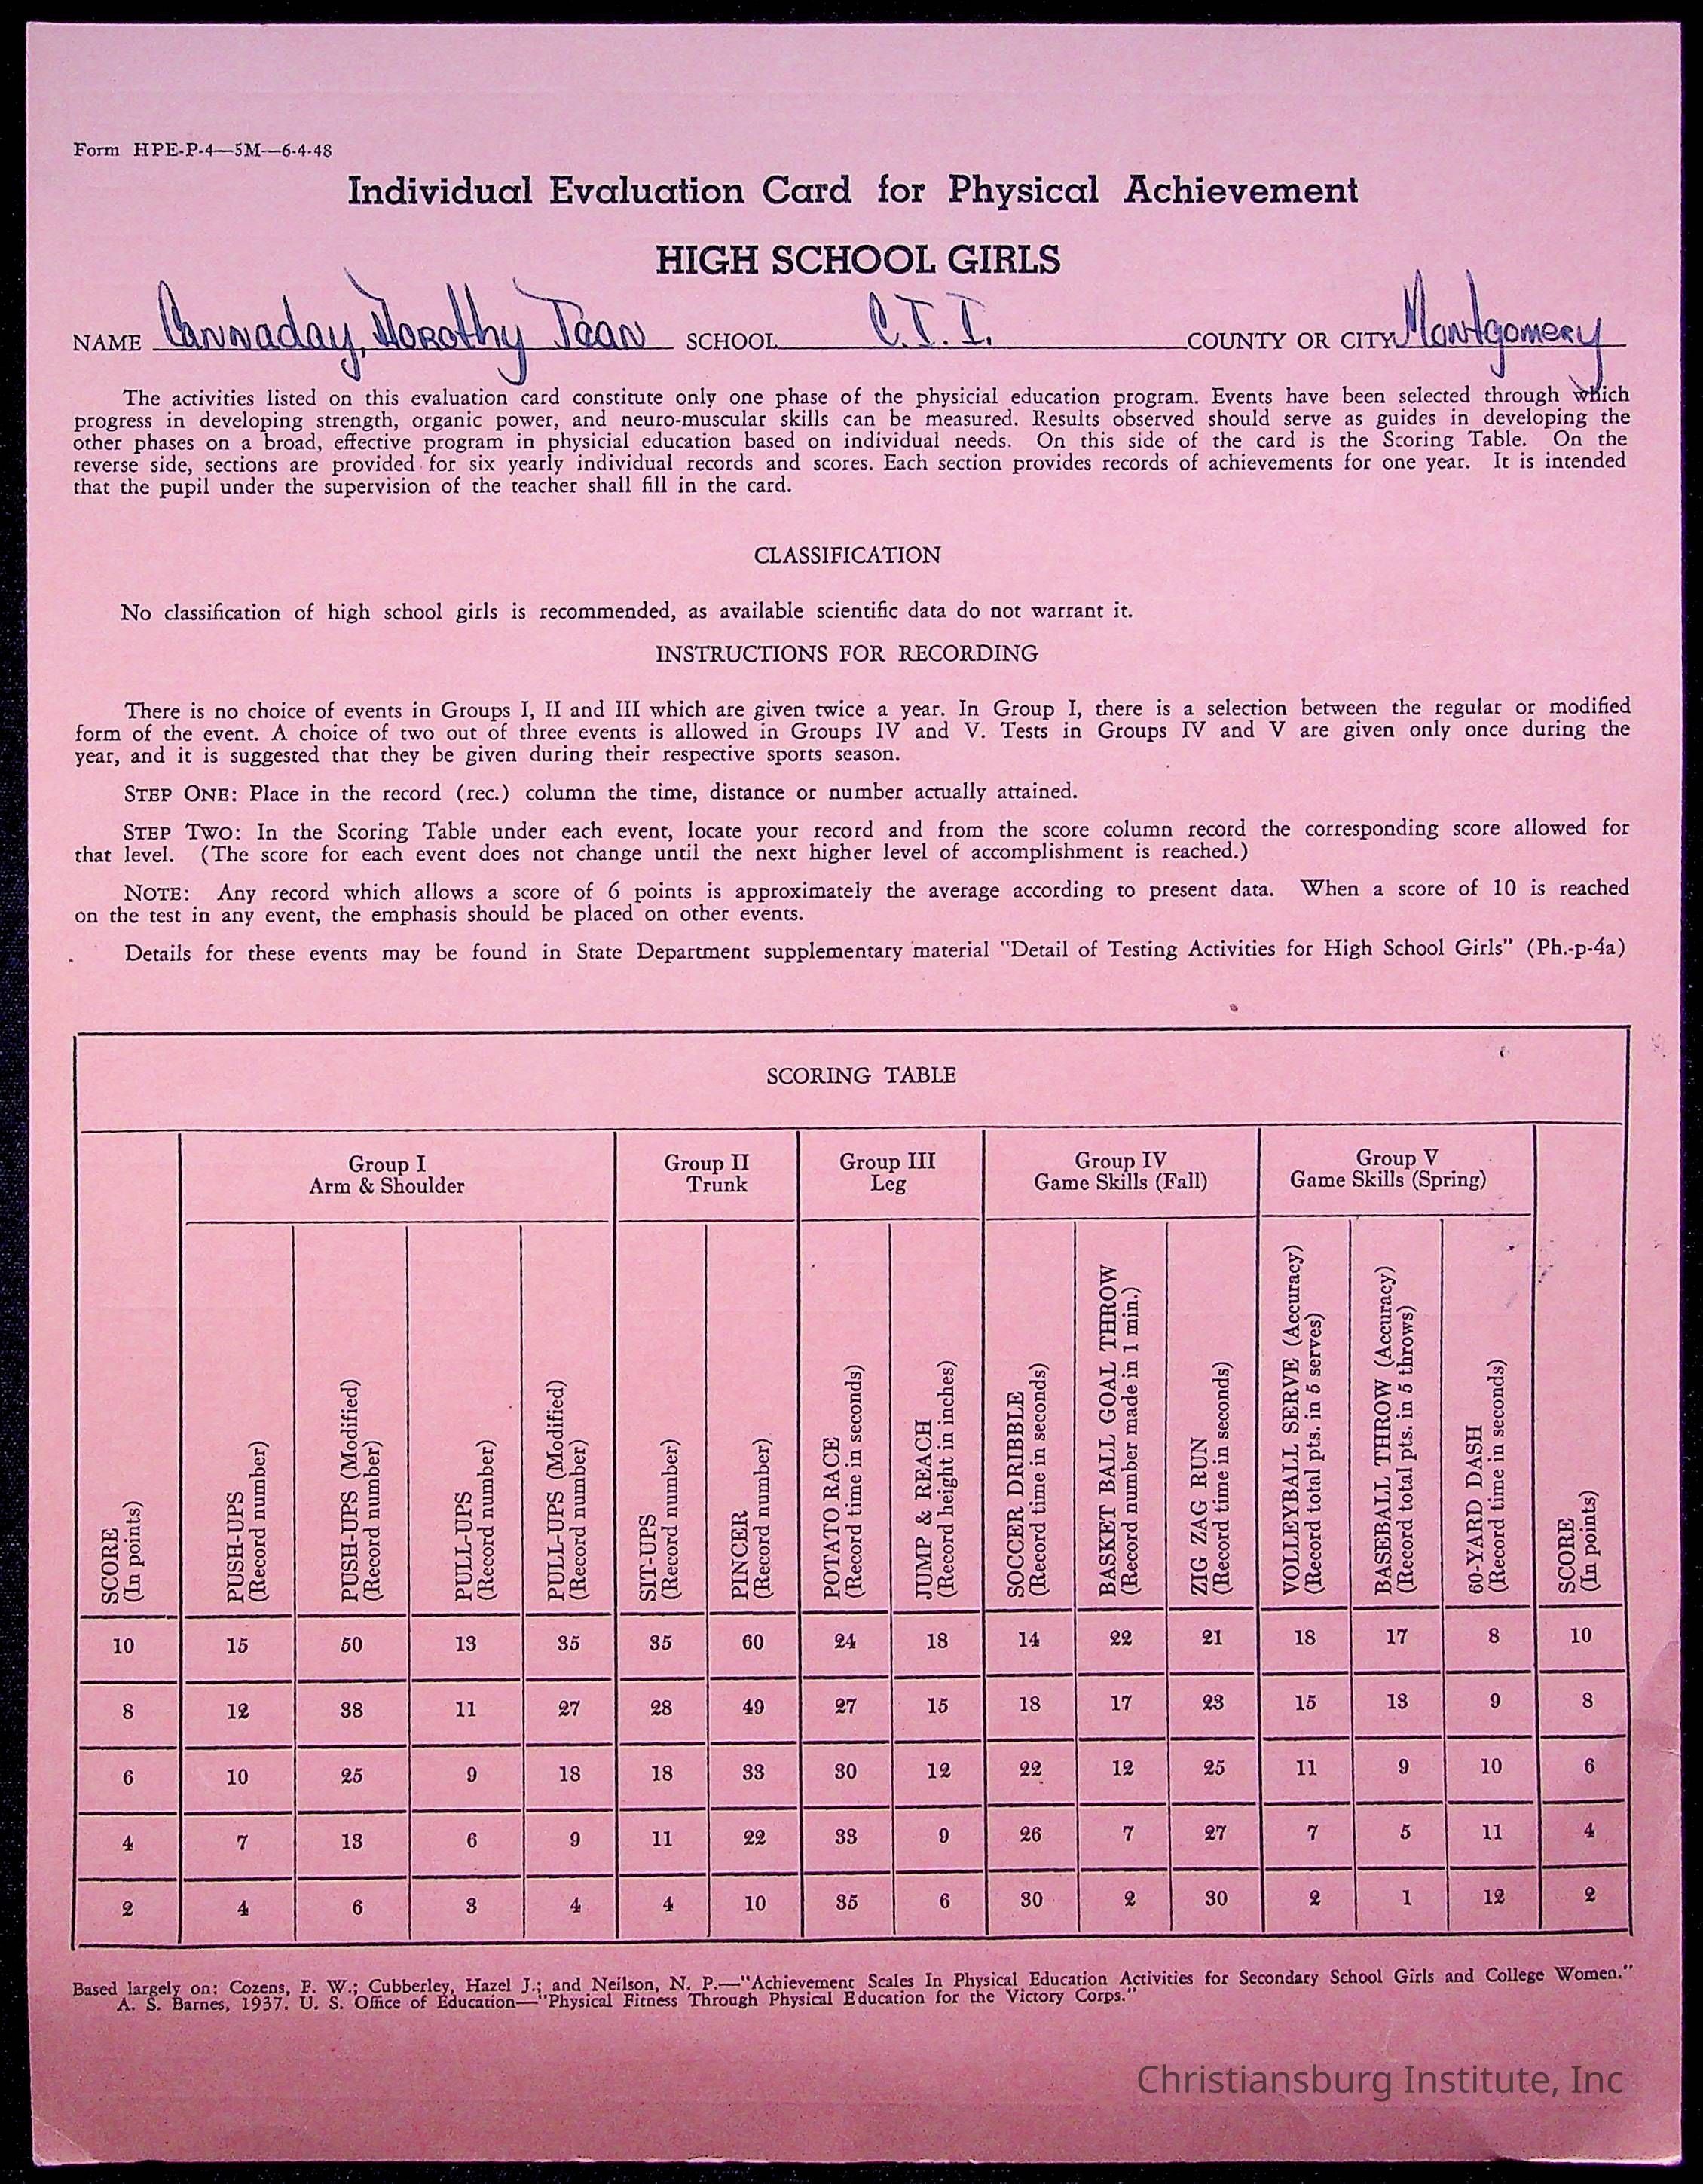 Form HPE-P-4—5M—6-4-48
Individual Evaluation Card for Physical Achievement
HIGH SCHOOL GIRLS
NAME Cannaday, Dorothy Jean SCHOOL C.I.I. COUNTY OR CITY Montgomery
The activities listed on this evaluation card constitute only one phase of the physicial education program. Events have been selected through which
progress in developing strength, organic power, and neuro-muscular skills can be measured. Results observed should serve as guides in developing the
other phases on a broad, effective program in physicial education based on individual needs. On this side of the card is the Scoring Table. On the
reverse side, sections are provided for six yearly individual records and scores. Each section provides records of achievements for one year. It is intended
that the pupil under the supervision of the teacher shall fill in the card.
CLASSIFICATION
No classification of high school girls is recommended, as available scientific data do not warrant it.
INSTRUCTIONS FOR RECORDING
There is no choice of events in Groups I, II and III which are given twice a year. In Group I, there is a selection between the regular or modified
form of the event. A choice of two out of three events is allowed in Groups IV and V. Tests in Groups IV and V are given only once during the
year, and it is suggested that they be given during their respective sports season.
STEP ONE: Place in the record (rec.) column the time, distance or number actually attained.
STEP TWO: In the Scoring Table under each event, locate your record and from the score column record the corresponding score allowed for
that level. (The score for each event does not change until the next higher level of accomplishment is reached.)
NOTE: Any record which allows a score of 6 points is approximately the average according to present data. When a score of 10 is reached
on the test in any event, the emphasis should be placed on other events.
Details for these events may be found in State Department supplementary material "Detail of Testing Activities for High School Girls" (Ph.-p-4a)
SCORING TABLE
Group I Group II Group III Group IV Group V
Arm & Shoulder Trunk Leg Game Skills (Fall) Game Skills (Spring)
SCORE
(In points)
PUSH-UPS
(Record number)
PUSH-UPS (Modified)
(Record number)
PULL-UPS
(Record number)
PULL-UPS (Modified)
(Record number)
SIT-UPS
(Record number)
PINCER
(Record number)
POTATO RACE
(Record time in seconds)
JUMP & REACH
(Record height in inches)
SOCCER DRIBBLE
(Record time in seconds)
BASKET BALL GOAL THROW
(Record number made in 1 min.)
ZIG ZAG RUN
(Record time in seconds)
VOLLEYBALL SERVE (Accuracy)
(Record total pts. in 5 serves)
BASEBALL THROW (Accuracy)
(Record total pts. in 5 throws)
60-YARD DASH
(Record time in seconds)
SCORE
(In points)
10 15 50 13 35 35 60 24 18 14 22 21 18 17 8 10
8 12 38 11 27 28 49 27 15 18 17 23 15 13 9 8
6 10 25 9 18 18 33 30 12 22 12 25 11 9 10 6
4 7 13 6 9 11 22 33 9 26 7 27 7 5 11 4
2 4 6 3 4 4 10 35 6 30 2 30 2 1 12 2
Based largely on: Cozens, F. W.; Cubberley, Hazel J.; and Neilson, N. P.—"Achievement Scales In Physical Education Activities for Secondary School Girls and College Women."
A. S. Barnes, 1937. U. S. Office of Education—"Physical Fitness Through Physical Education for the Victory Corps."
Christiansburg Institute, Inc